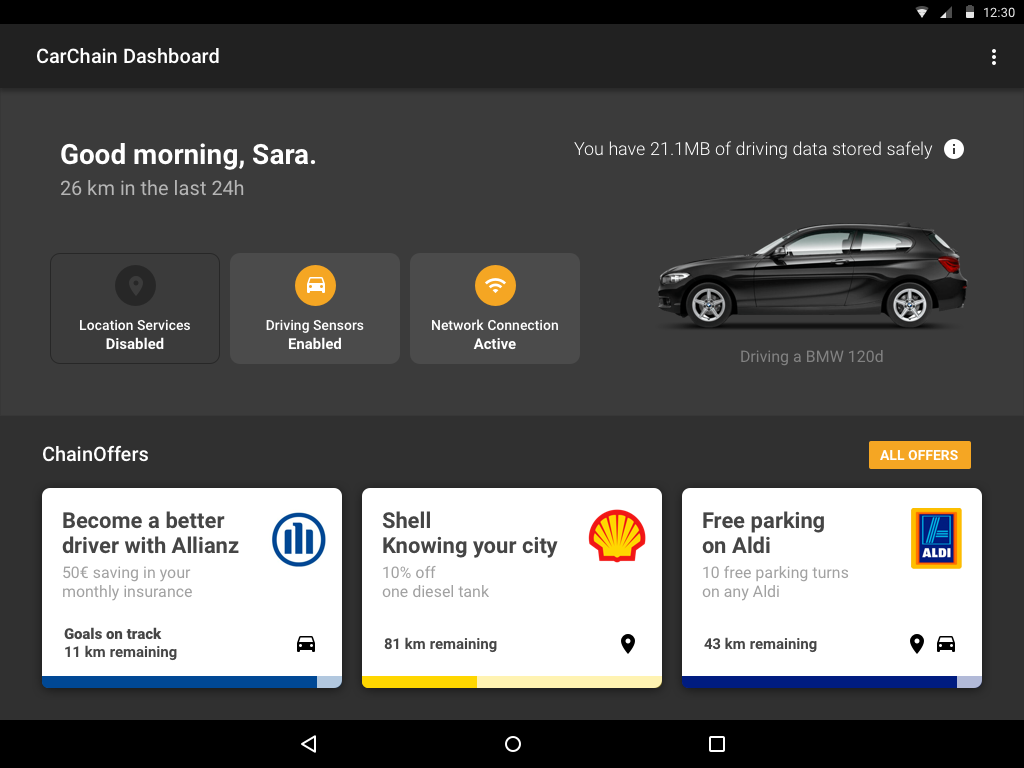 12:30
CarChain Dashboard
Good morning, Sara.
26 km in the last 24h
You have 21.1MB of driving data stored safely
Location Services
Disabled
Driving Sensors
Enabled
Network Connection
Active
Driving a BMW 120d
ChainOffers
ALL OFFERS
Become a better
driver with Allianz
50€ saving in your
monthly insurance
Goals on track
11 km remaining
Shell
Knowing your city
10% off
one diesel tank
81 km remaining
Free parking
on Aldi
ALDI
10 free parking turns
on any Aldi
43 km remaining